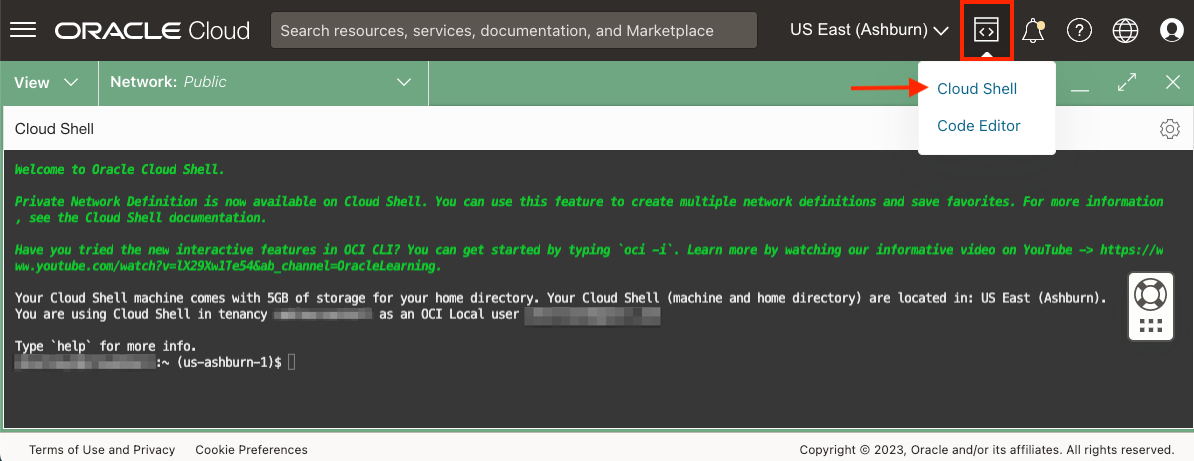 ORACLE Cloud
Search resources, services, documentation, and Marketplace
US East (Ashburn)
View
Network: Public
Cloud Shell
Code Editor
Cloud Shell
Welcome to Oracle Cloud Shell.
Private Network Definition is now available on Cloud Shell. You can use this feature to create multiple network definitions and save favorites. For more information
, see the Cloud Shell documentation.
Have you tried the new interactive features in OCI CLI? You can get started by typing `oci -i`. Learn more by watching our informative video on YouTube -> https://w
ww.youtube.com/watch?v=lX29Xw1Te54&ab_channel=OracleLearning.
Your Cloud Shell machine comes with 5GB of storage for your home directory. Your Cloud Shell (machine and home directory) are located in: US East (Ashburn).
You are using Cloud Shell in tenancy as an OCI Local user
Type `help` for more info.
:~ (us-ashburn-1)$
Terms of Use and Privacy
Cookie Preferences
Copyright © 2023, Oracle and/or its affiliates. All rights reserved.